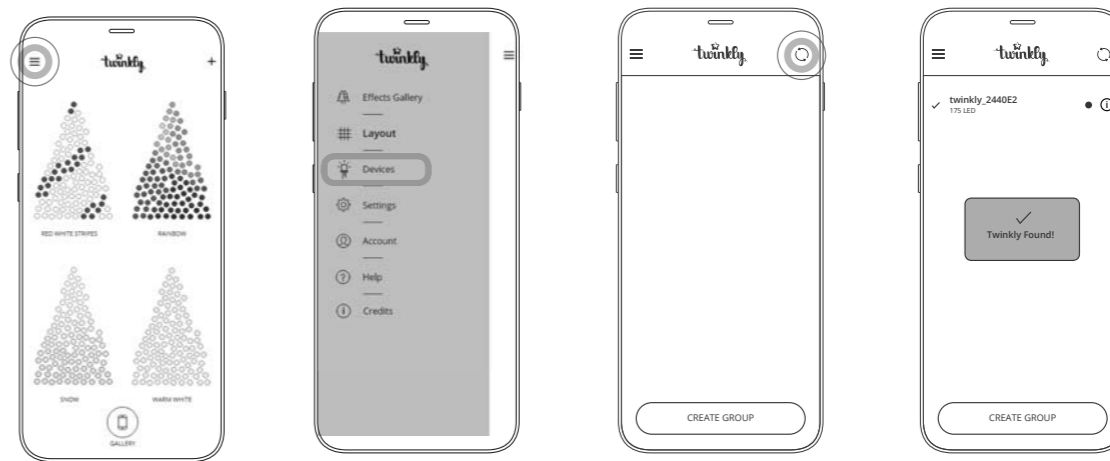 twinkly
RED WHITE STRIPES
RAINBOW
SNOW
WARM WHITE
GALLERY
twinkly
Effects Gallery
Layout
Devices
Settings
Account
Help
Credits
twinkly
CREATE GROUP
twinkly
twinkly_2440E2
175 LED
Twinkly Found!
CREATE GROUP